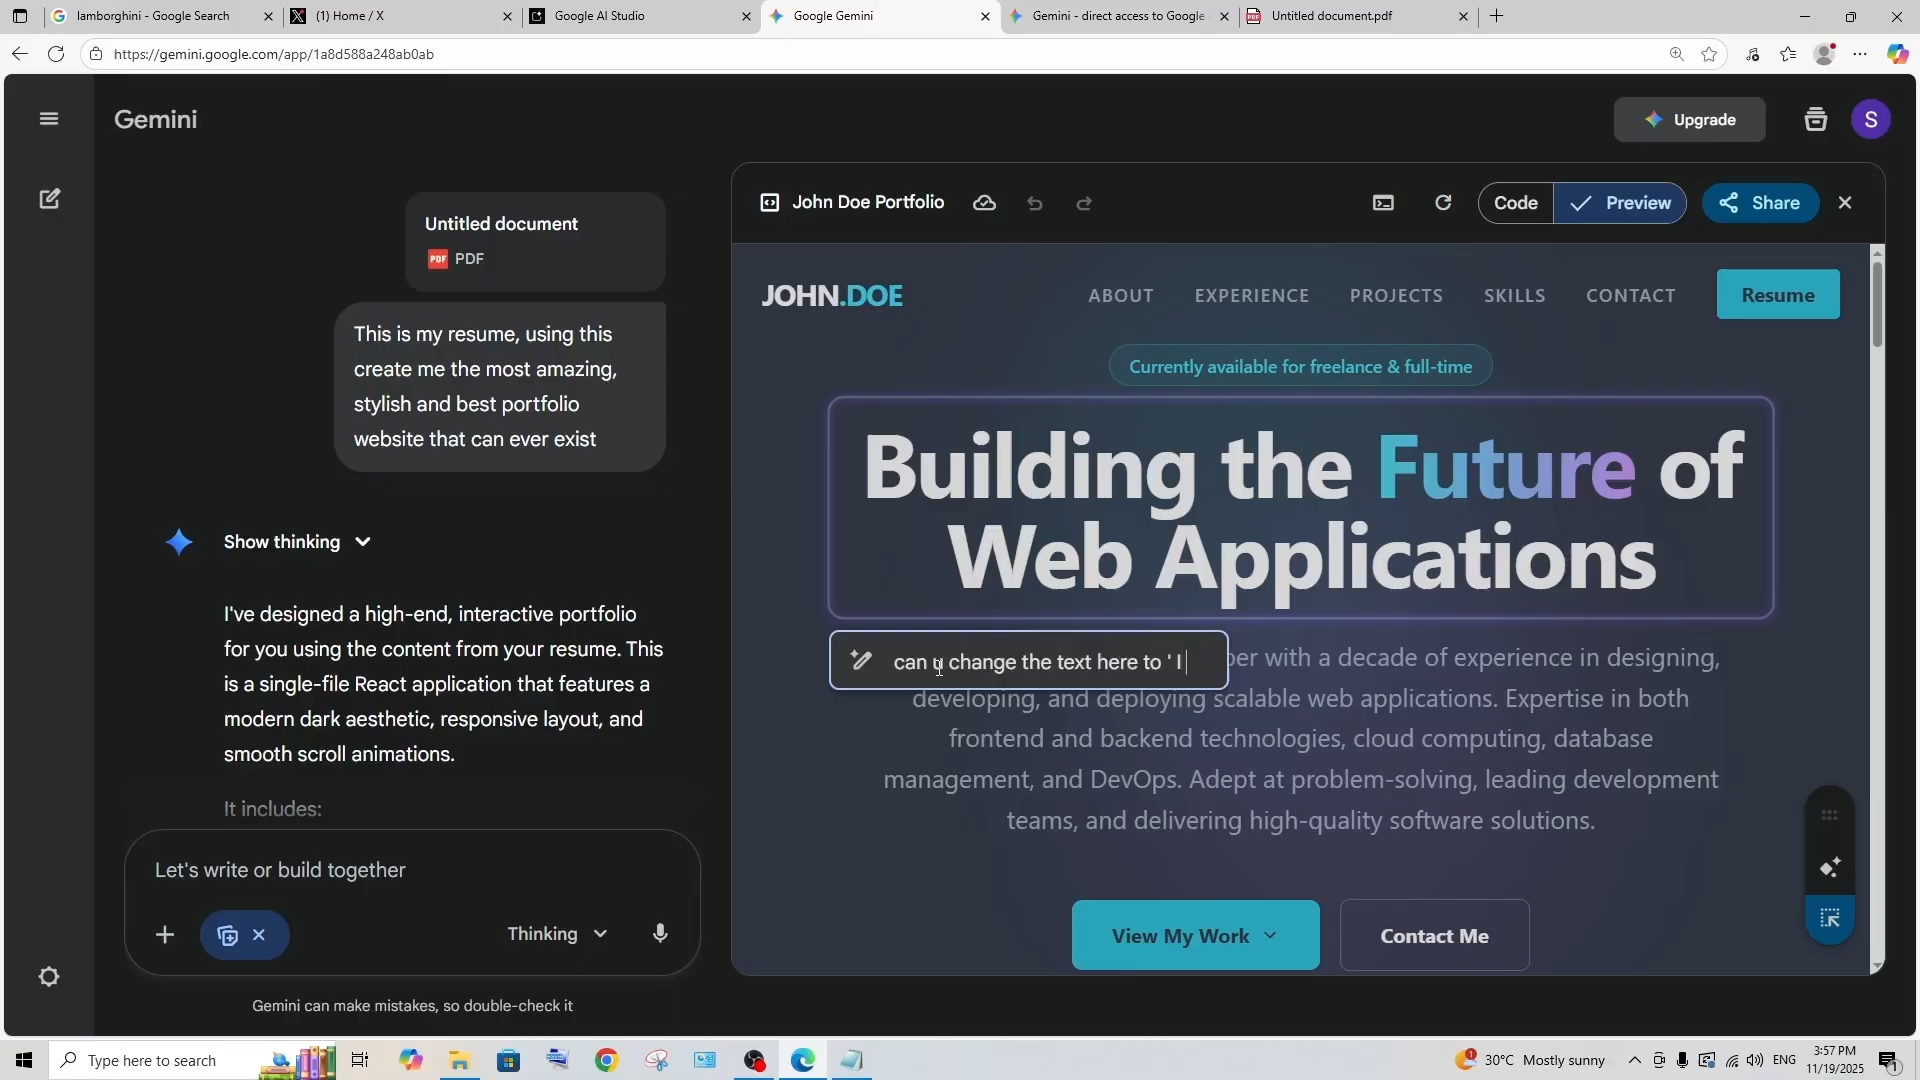 lamborghini - Google Search
(1) Home / X
Google AI Studio
Google Gemini
Gemini - direct access to Google
Untitled document.pdf
https://gemini.google.com/app/1a8d588a248ab0ab
Gemini
Upgrade
S
Untitled document
PDF
PDF
This is my resume, using this
create me the most amazing,
stylish and best portfolio
website that can ever exist
Show thinking
I've designed a high-end, interactive portfolio
for you using the content from your resume. This
is a single-file React application that features a
modern dark aesthetic, responsive layout, and
smooth scroll animations.
It includes:
Let's write or build together
Thinking
Gemini can make mistakes, so double-check it
John Doe Portfolio
Code
Preview
Share
JOHN.DOE
ABOUT
EXPERIENCE
PROJECTS
SKILLS
CONTACT
Resume
Currently available for freelance & full-time
Building the Future of
Web Applications
can u change the text here to ' I
with a decade of experience in designing,
developing, and deploying scalable web applications. Expertise in both
frontend and backend technologies, cloud computing, database
management, and DevOps. Adept at problem-solving, leading development
teams, and delivering high-quality software solutions.
View My Work
Contact Me
Type here to search
30°C Mostly sunny
ENG
3:57 PM
11/19/2025